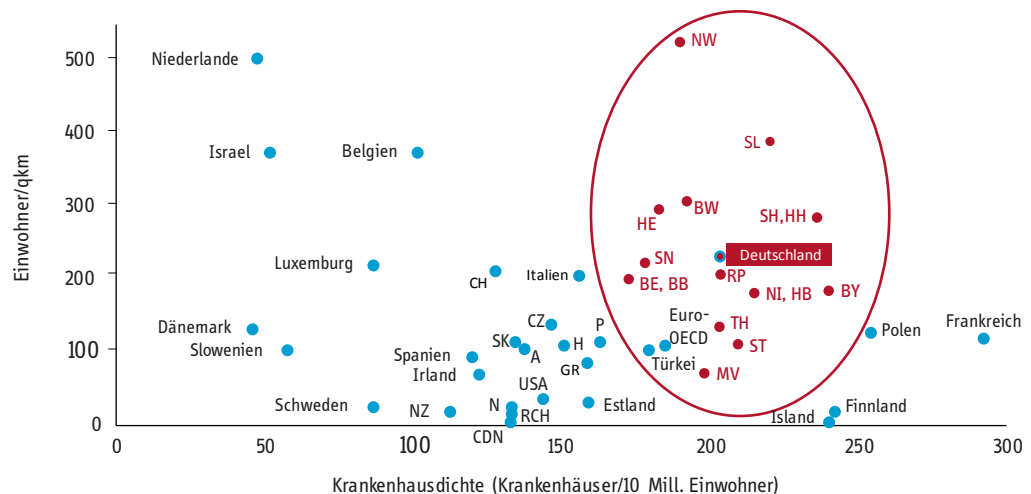 Einwohner/qkm
500
400
300
200
100
0
Niederlande
NW
Israel
Belgien
SL
HE
BW
SH, HH
Luxemburg
CH
Italien
SN
Deutschland
BE, BB
RP
NI, HB
BY
Dänemark
Slowenien
CZ
P
Euro-
OECD
TH
Polen
Frankreich
SK
A
H
Türkei
ST
Spanien
Irland
GR
MV
USA
Schweden
NZ
N
RCH
CDN
Estland
Island
Finnland
0
50
100
150
200
250
300
Krankenhausdichte (Krankenhäuser/10 Mill. Einwohner)